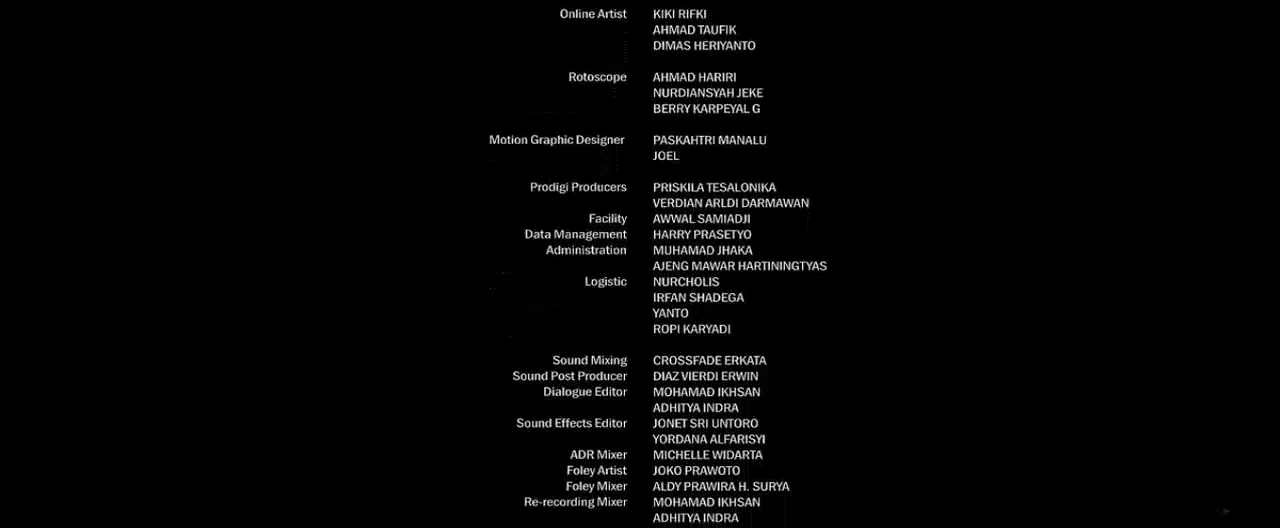 Online Artist KIKI RIFKI
AHMAD TAUFIK
DIMAS HERIYANTO
Rotoscope AHMAD HARIRI
NURDIANSYAH JEKE
BERRY KARPEYAL G
Motion Graphic Designer PASKAHTRI MANALU
JOEL
Prodigi Producers PRISKILA TESALONIKA
VERDIAN ARLDI DARMAWAN
Facility AWWAL SAMIADJI
Data Management HARRY PRASETYO
Administration MUHAMAD JHAKA
AJENG MAWAR HARTININGTYAS
Logistic NURCHOLIS
IRFAN SHADEGA
YANTO
ROPI KARYADI
Sound Mixing CROSSFADE ERKATA
Sound Post Producer DIAZ VIERDI ERWIN
Dialogue Editor MOHAMAD IKHSAN
ADHITYA INDRA
Sound Effects Editor JONET SRI UNTORO
YORDANA ALFARISYI
ADR Mixer MICHELLE WIDARTA
Foley Artist JOKO PRAWOTO
Foley Mixer ALDY PRAWIRA H. SURYA
Re-recording Mixer MOHAMAD IKHSAN
ADHITYA INDRA